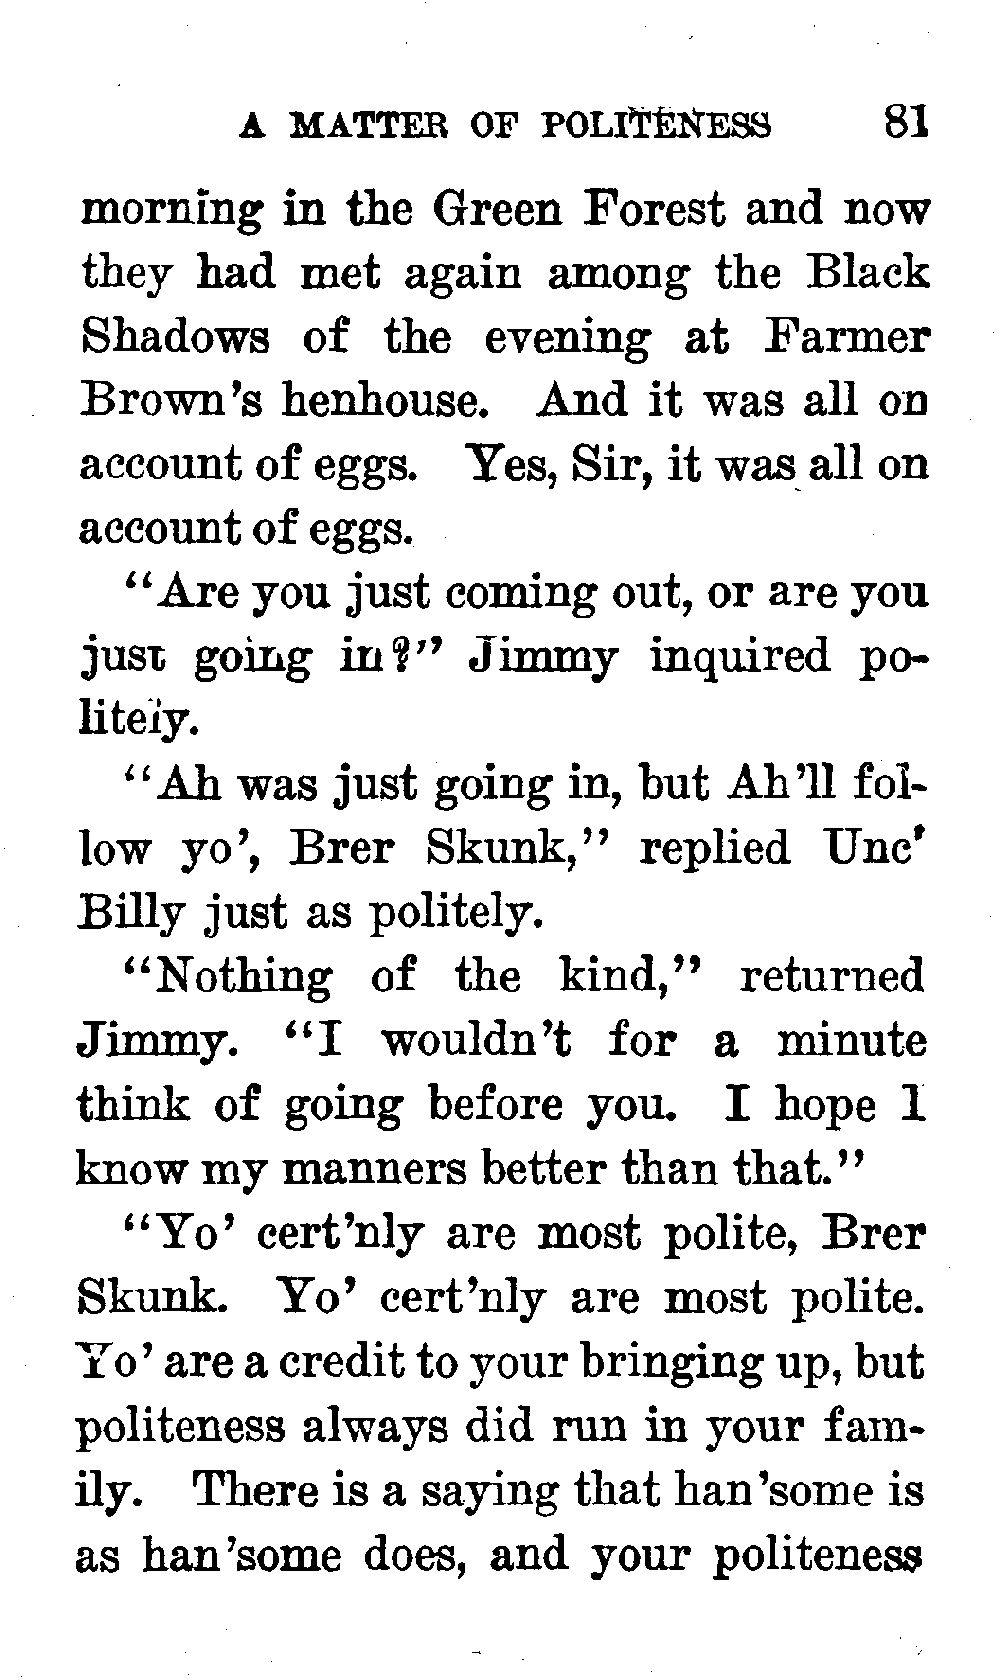 A MATTER OF POLITENESS 81
morning in the Green Forest and now
they had met again among the Black
Shadows of the evening at Farmer
Brown's henhouse. And it was all on
account of eggs. Yes, Sir, it was all on
account of eggs.
"Are you just coming out, or are you
just going in?" Jimmy inquired po-
litely.
"Ah was just going in, but Ah'll fol-
low yo', Brer Skunk," replied Unc'
Billy just as politely.
"Nothing of the kind," returned
Jimmy. "I wouldn't for a minute
think of going before you. I hope I
know my manners better than that."
"Yo' cert'nly are most polite, Brer
Skunk. Yo' cert'nly are most polite.
Yo' are a credit to your bringing up, but
politeness always did run in your fam-
ily. There is a saying that han'some is
as han'some does, and your politeness